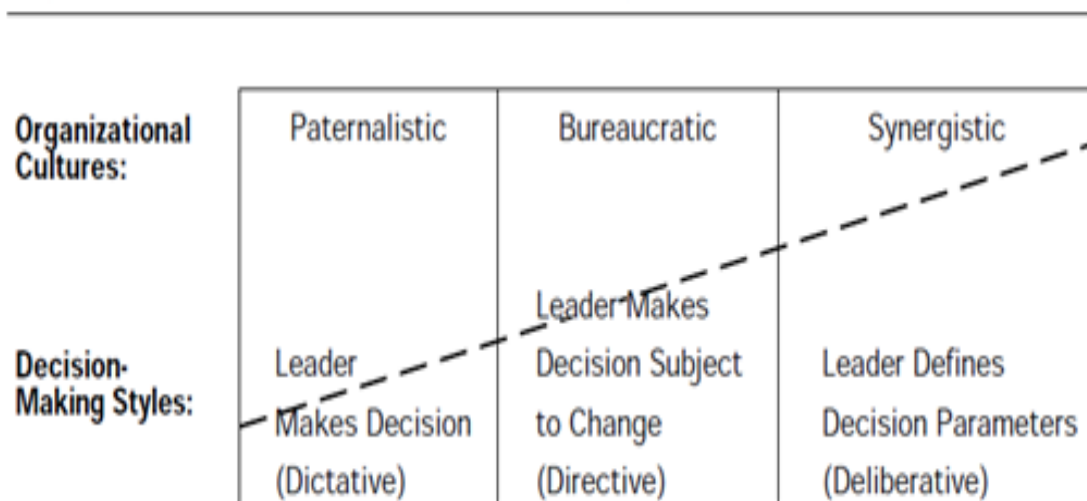 Organizational
Cultures:
Paternalistic
Bureaucratic
Synergistic
Decision-
Making Styles:
Leader
Makes Decision
(Dictative)
Leader Makes
Decision Subject
to Change
(Directive)
Leader Defines
Decision Parameters
(Deliberative)